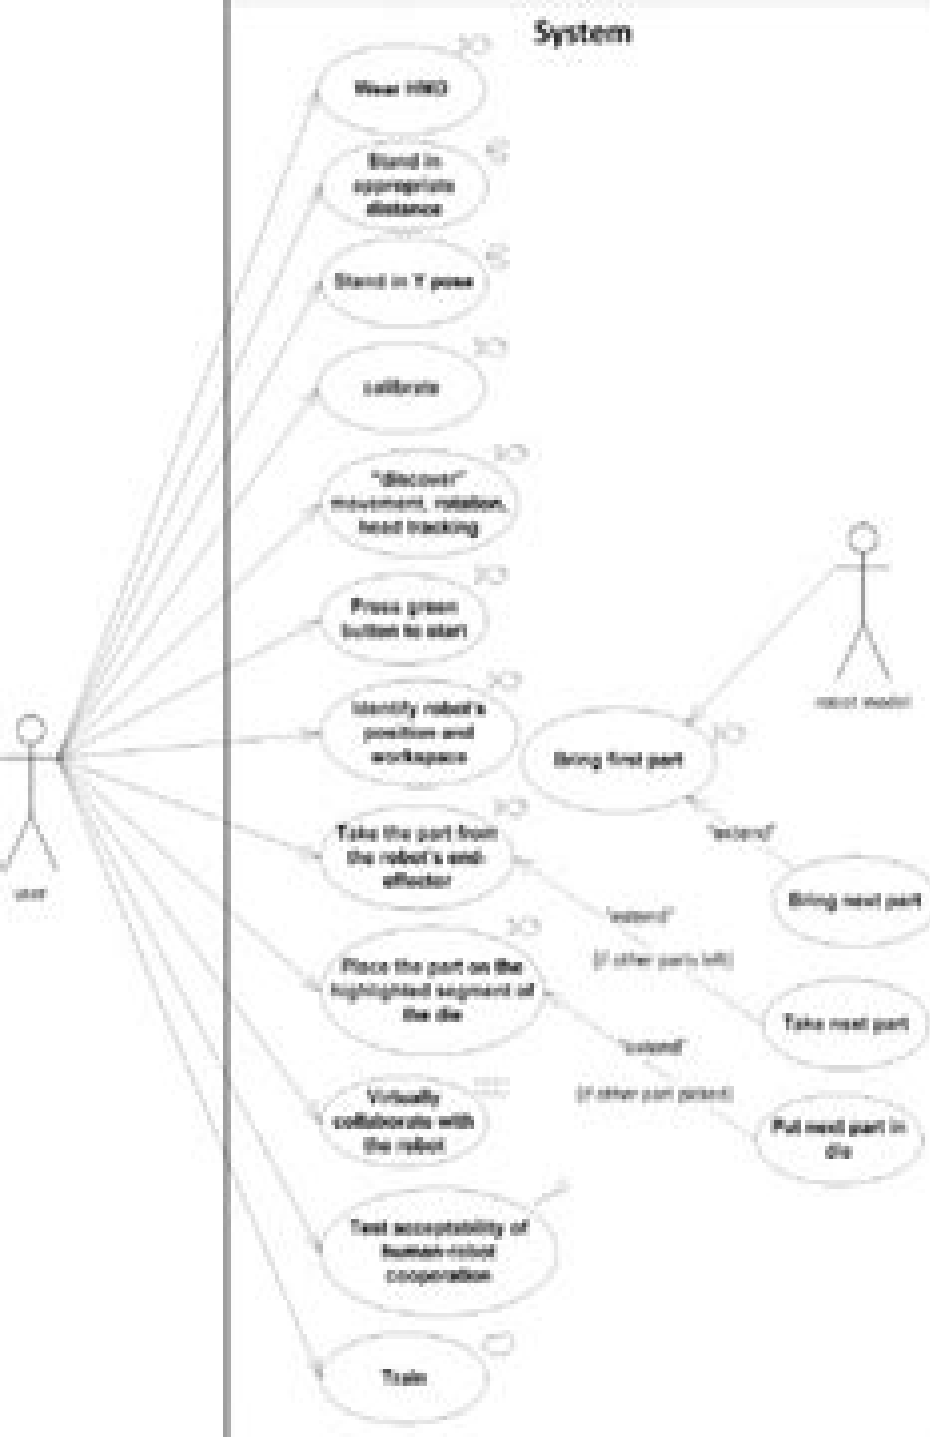 System
Wear HMD
Stand in
appropriate
distance
Stand in Y pose
calibrate
"discover"
movement, rotation,
head tracking
Press green
button to start
robot model
Identify robot's
position and
workspace
Bring first part
Take the part from
the robot's end-
effector
"extend"
user
Bring next part
"extend"
(if other parts left)
Place the part on the
highlighted segment of
the die
Take next part
"extend"
(if other part picked)
Virtually
collaborate with
the robot
Put next part in
die
Test acceptability of
human-robot
cooperation
Train